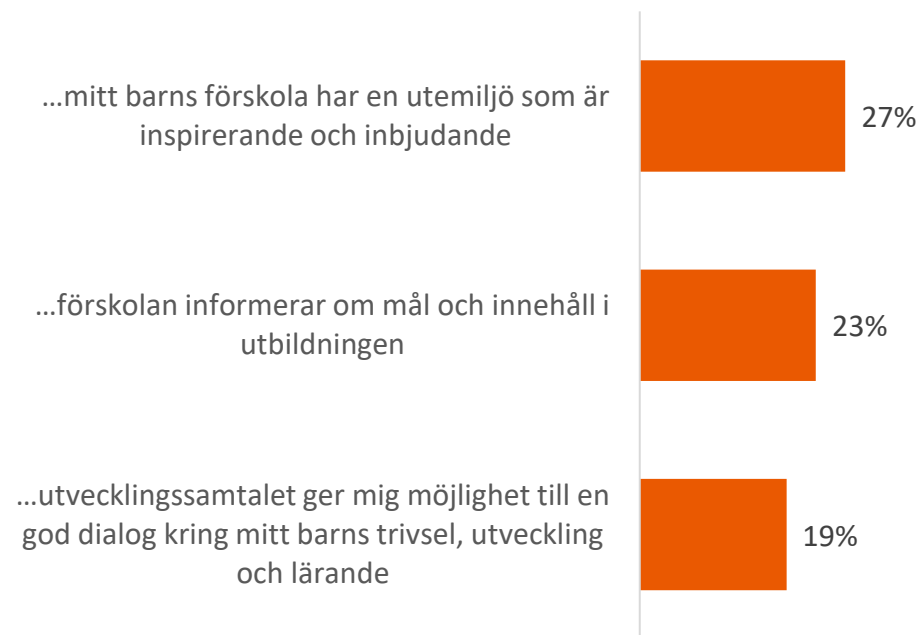 …mitt barns förskola har en utemiljö som är
inspirerande och inbjudande
27%
…förskolan informerar om mål och innehåll i
utbildningen
23%
…utvecklingssamtalet ger mig möjlighet till en
god dialog kring mitt barns trivsel, utveckling
och lärande
19%